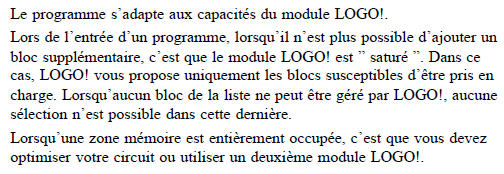 Le programme s’adapte aux capacités du module LOGO!.
Lors de l’entrée d’un programme, lorsqu’il n’est plus possible d’ajouter un
bloc supplémentaire, c’est que le module LOGO! est ” saturé ”. Dans ce
cas, LOGO! vous propose uniquement les blocs susceptibles d’être pris en
charge. Lorsqu’aucun bloc de la liste ne peut être géré par LOGO!, aucune
sélection n’est possible dans cette dernière.
Lorsqu’une zone mémoire est entièrement occupée, c’est que vous devez
optimiser votre circuit ou utiliser un deuxième module LOGO!.